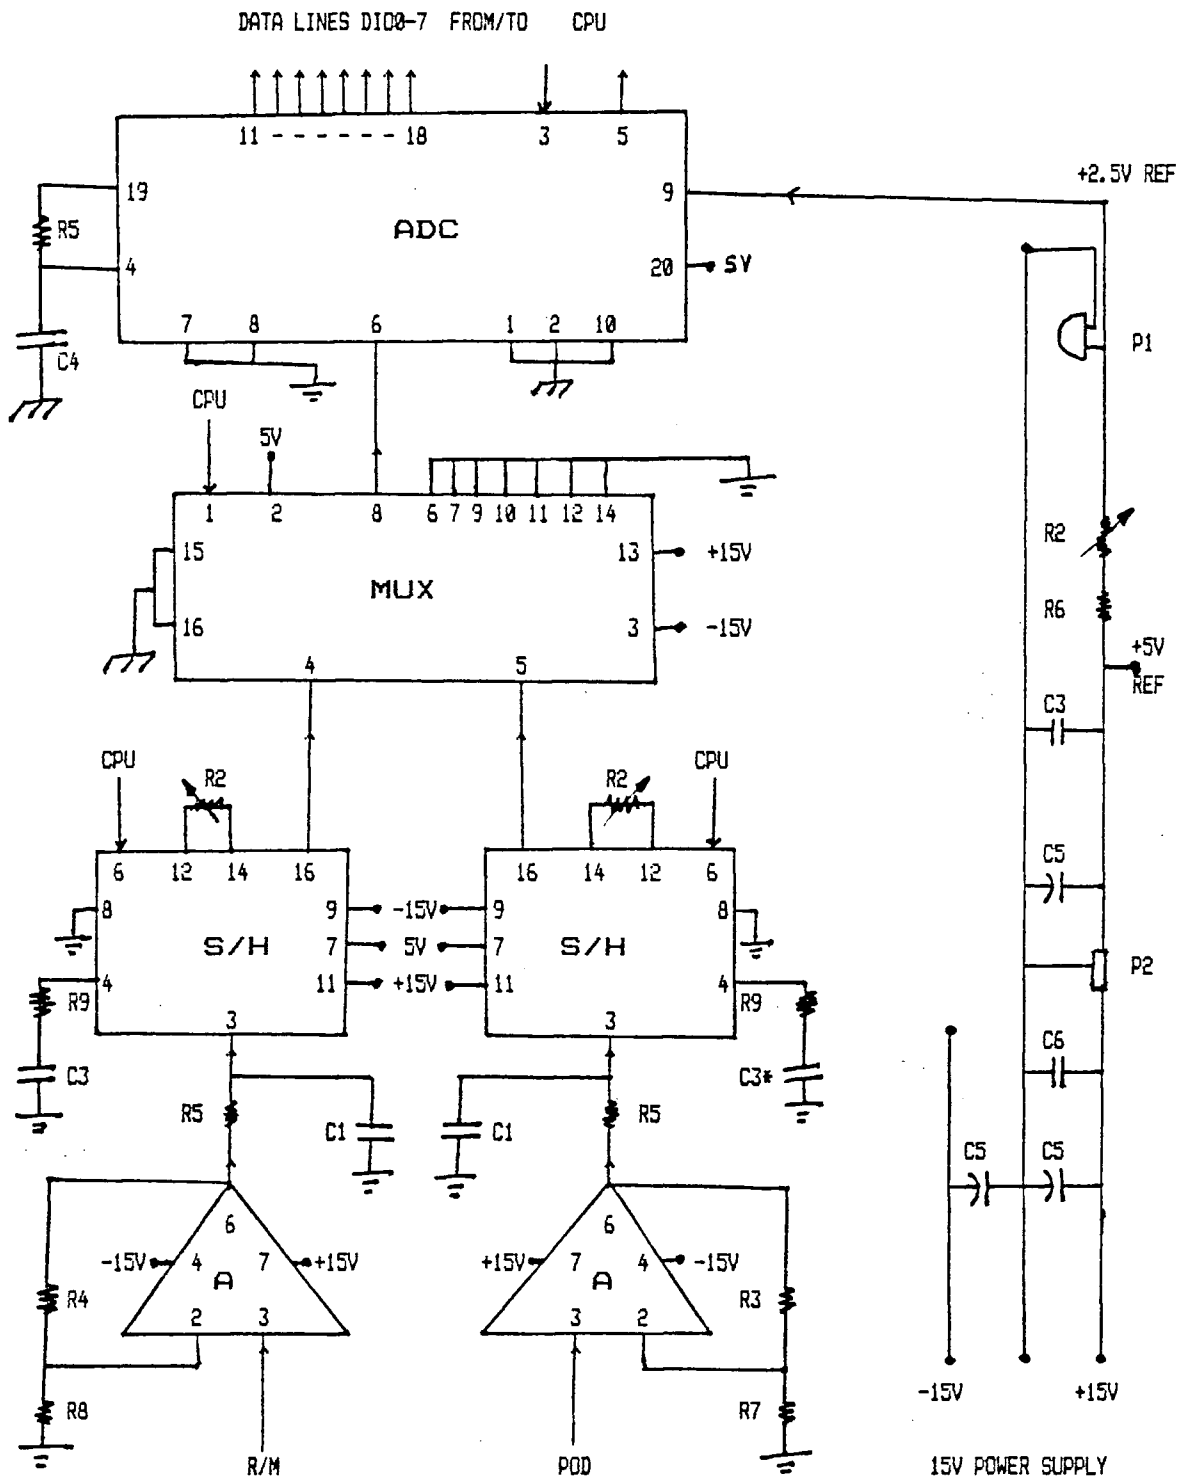 DATA LINES DIO0-7 FROM/TO CPU
11 - - - - - - 18 3 5
19 9 +2.5V REF
R5
ADC
4 20 5V
7 8 6 1 2 10
C4
P1
CPU
5V
1 2 8 6 7 9 10 11 12 14
15 13 +15V
R2
MUX
R6
16 3 -15V
4 5
+5V
REF
C3
CPU R2 R2 CPU
6 12 14 16 16 14 12 6
C5
8 9 -15V 9 8
S/H 7 5V 7 S/H
4 11 +15V 11 4
P2
R9 R9
3 3
C3 C3*
C6
R5 C1 C1 R5
C5 C5
6 6
-15V 4 7 +15V +15V 7 4 -15V
A A
R4 R3
2 3 3 2
-15V +15V
R8 R7
R/M POD 15V POWER SUPPLY